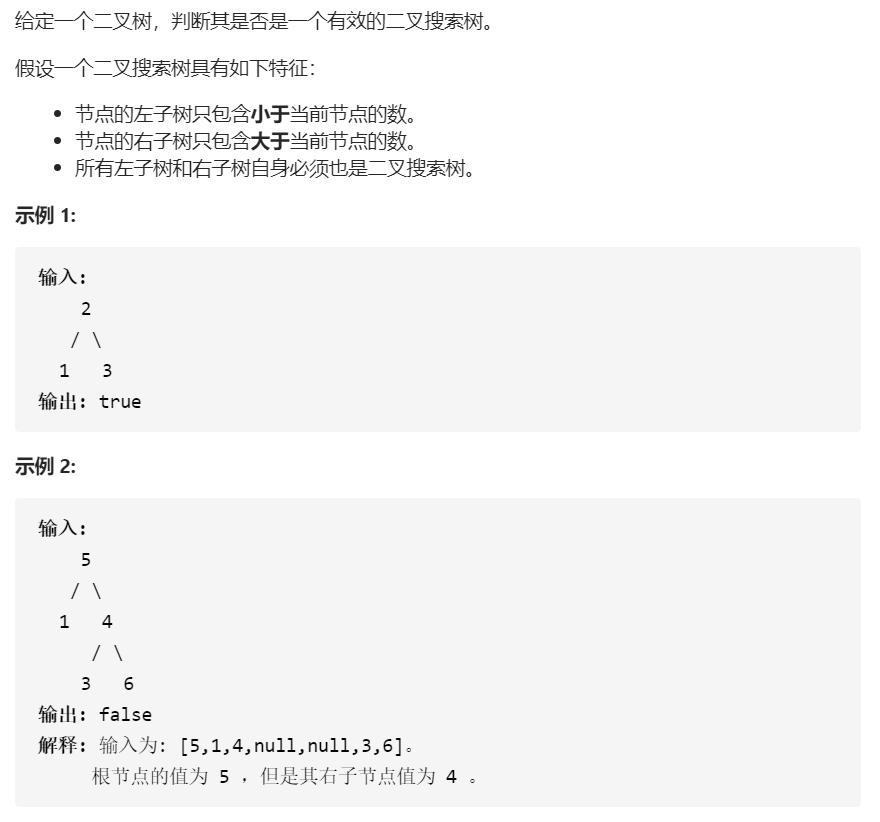 给定一个二叉树，判断其是否是一个有效的二叉搜索树。
假设一个二叉搜索树具有如下特征：
• 节点的左子树只包含小于当前节点的数。
• 节点的右子树只包含大于当前节点的数。
• 所有左子树和右子树自身必须也是二叉搜索树。
示例 1:
输入:
    2
   / \
  1   3
输出: true
示例 2:
输入:
    5
   / \
  1   4
     / \
    3   6
输出: false
解释: 输入为: [5,1,4,null,null,3,6]。
     根节点的值为 5 ，但是其右子节点值为 4 。